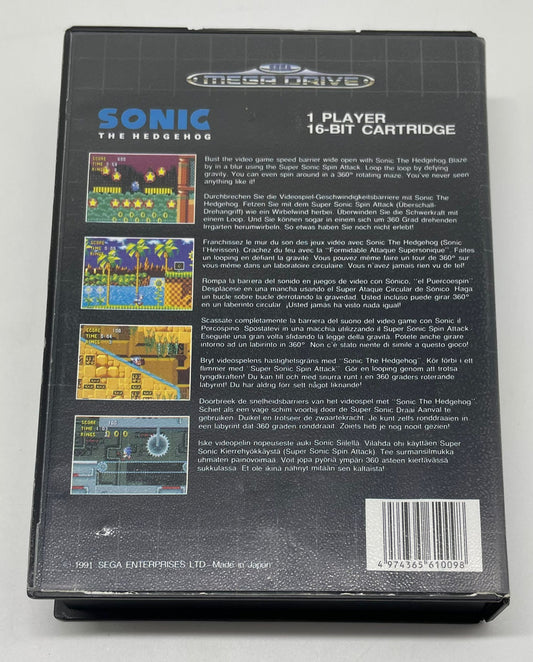 SEGA
MEGA DRIVE
SONIC
THE HEDGEHOG
1 PLAYER
16-BIT CARTRIDGE
Bust the video game speed barrier wide open with Sonic The Hedgehog. Blaze
by in a blur using the Super Sonic Spin Attack. Loop the loop by defying
gravity. You can even spin around in a 360° rotating maze. You've never seen
anything like it!
Durchbrechen Sie die Videospiel-Geschwindigkeitsbarriere mit Sonic The
Hedgehog. Fetzen Sie mit dem Super Sonic Spin Attack (Überschall-
Drehangriff) wie ein Wirbelwind herbei. Überwinden Sie die Schwerkraft mit
einem Loop. Und Sie können sogar in einem sich um 360 Grad drehenden
Irrgarten herumwirbeln. So etwas haben Sie noch nicht erlebt!
Franchissez le mur du son des jeux vidéo avec Sonic The Hedgehog (Sonic
l'Hérisson). Crachez du feu avec la "Formidable Attaque Supersonique". Faites
un looping en défiant la gravité. Vous pouvez même faire un tour de 360° sur
vous-même dans un laboratoire circulaire. Vous n'avez jamais rien vu de tel!
Rompa la barrera del sonido en juegos de video con Sonico, "el Puercoespin".
Desplácese en una mancha usando el Super Ataque Circular de Sonico. Haga
un bucle sobre bucle derrotando la gravedad. Usted incluso puede girar 360°
en un laberinto circular. ¡Usted jamás ha visto nada igual!
Scassate completamente la barriera del suono del video game con Sonic il
Porcospino. Spostatevi in una macchia utilizzando il Super Sonic Spin Attack.
Eseguite una gran volta sfidando la legge della gravità. Potete anche girare
intorno ad un labirinto in 360°. Non c'è stato niente di simile a questo gioco!
Bryt videospelens hastighetsgräns med "Sonic The Hedgehog". Kör förbi i ett
flimmer med "Super Sonic Spin Attack". Gör en looping genom att trotsa
tyngdkraften! Du kan till och med snurra runt i en 360 graders roterande
labyrint! Du har aldrig förr sett något liknande!
Doorbreek de snelheidsbarriers van het videospel met "Sonic The Hedgehog".
Schiet als een vage schim voorbij door de Super Sonic Draai Aanval te
gebruiken. Duikel en trotseer de zwaartekracht. Je kunt zelfs ronddraaien in
een labyrint dat 360 graden ronddraait. Zoiets heb je nog nooit gezien!
Iske videopelin nopeuseste auki Sonic Siilellä. Vilahda ohi käyttäen Super
Sonic Kierrehyökkäystä (Super Sonic Spin Attack). Tee surmansilmukka
uhmaten painovoimaa. Voit jopa pyöriä ympäri 360 asteen kiertävässä
sukkulassa. Et ole ikinä nähnyt mitään sen kaltaista!
1991 SEGA ENTERPRISES LTD. Made in Japan
4 974365 610098